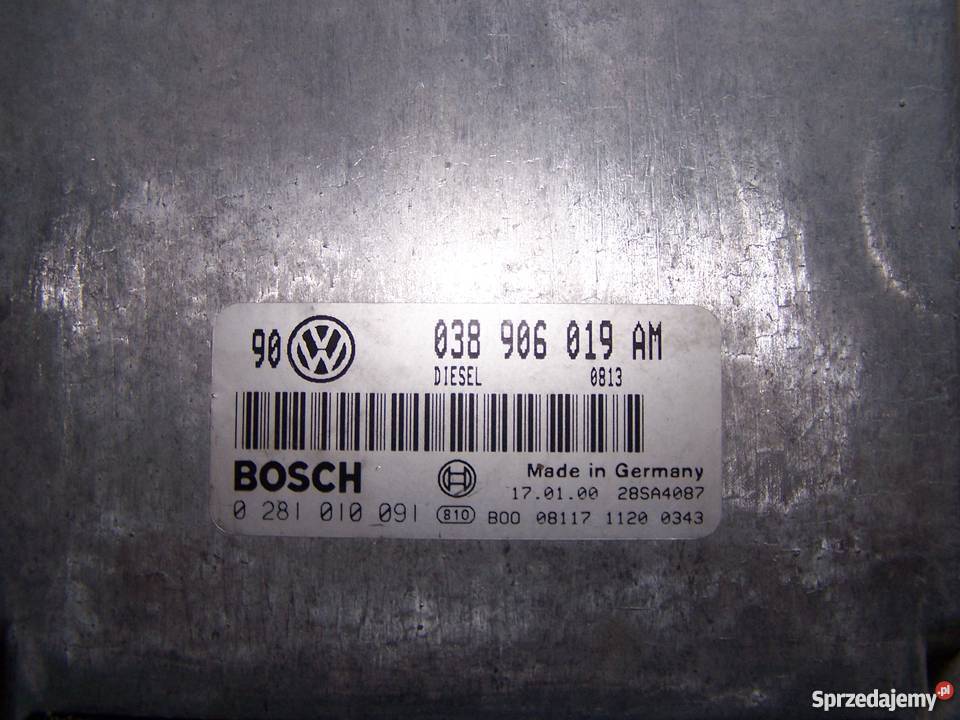 90 VW 038 906 019 AM
DIESEL 0813
BOSCH Made in Germany
17.01.00 28SA4087
0 281 010 091 810 B00 08117 1120 0343
Sprzedajemy.pl